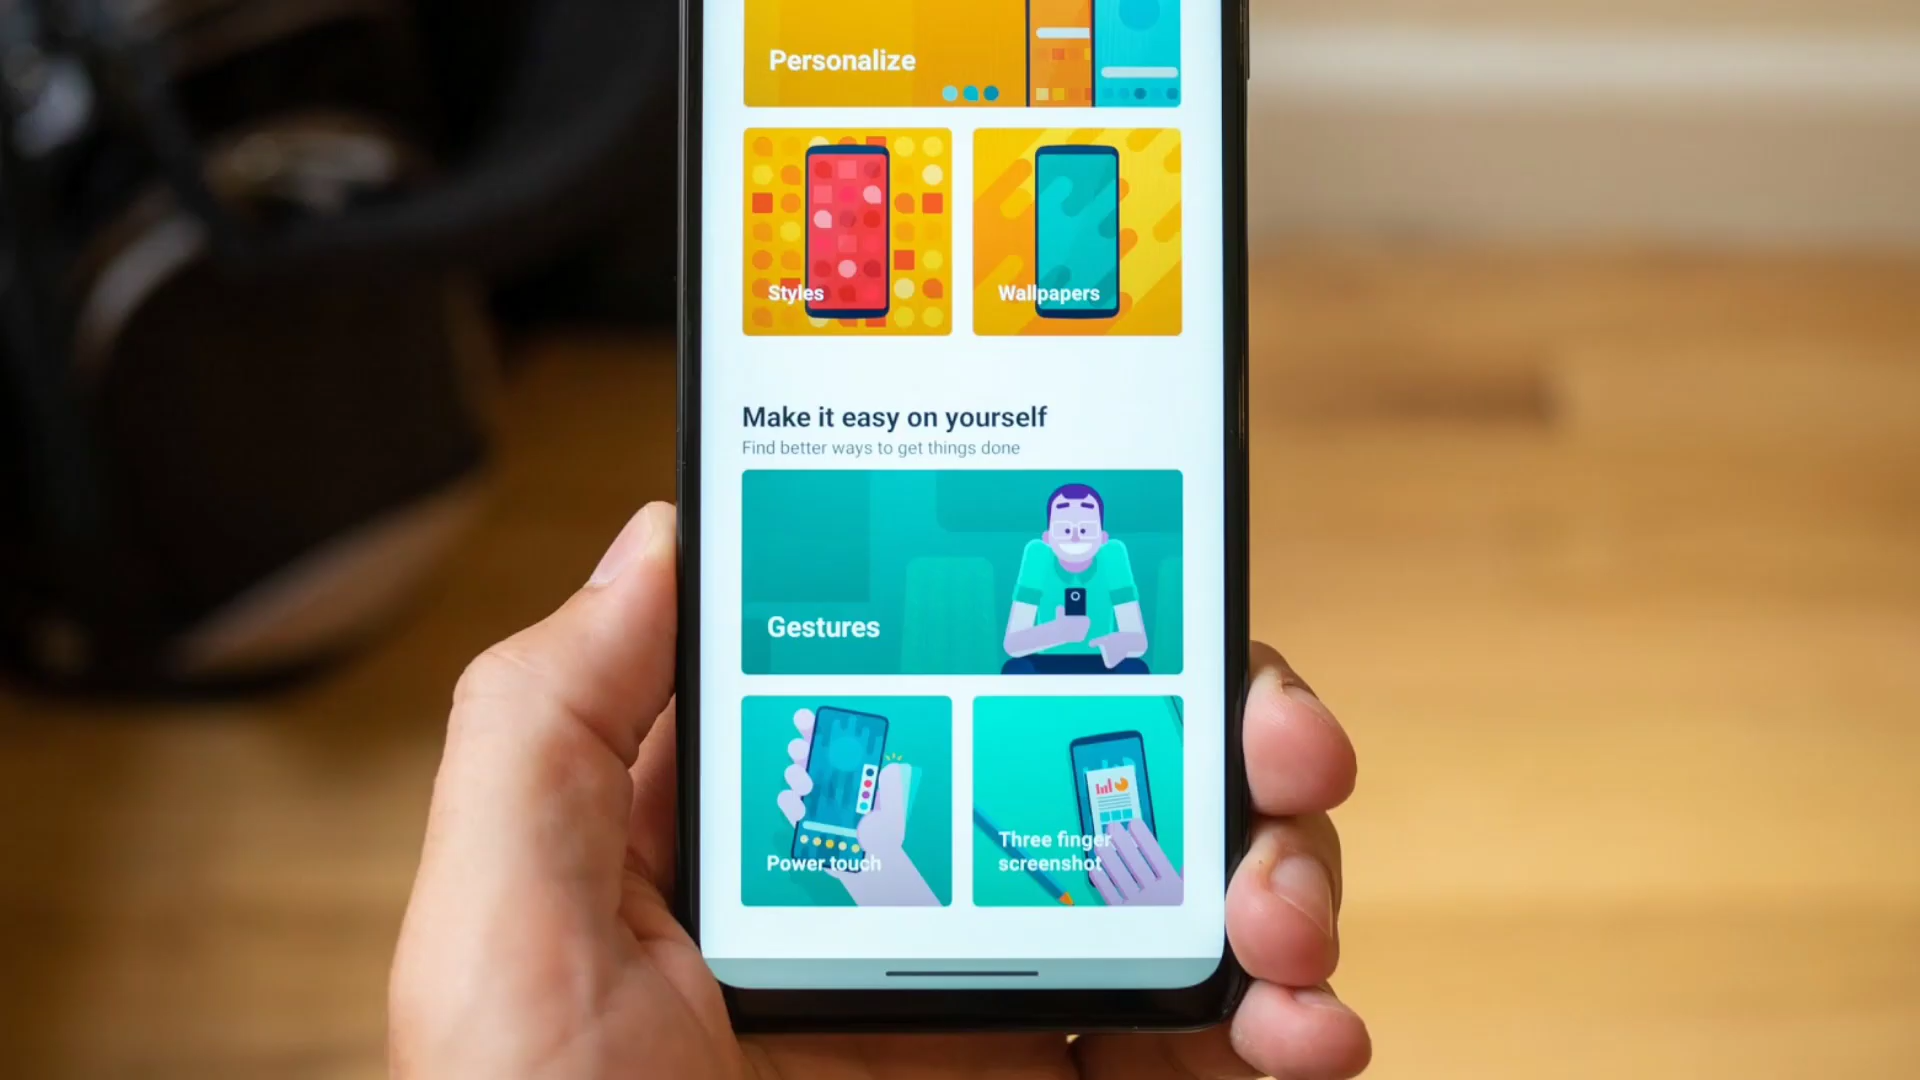 Personalize
Styles
Wallpapers
Make it easy on yourself
Find better ways to get things done
Gestures
Power touch
Three finger
screenshot